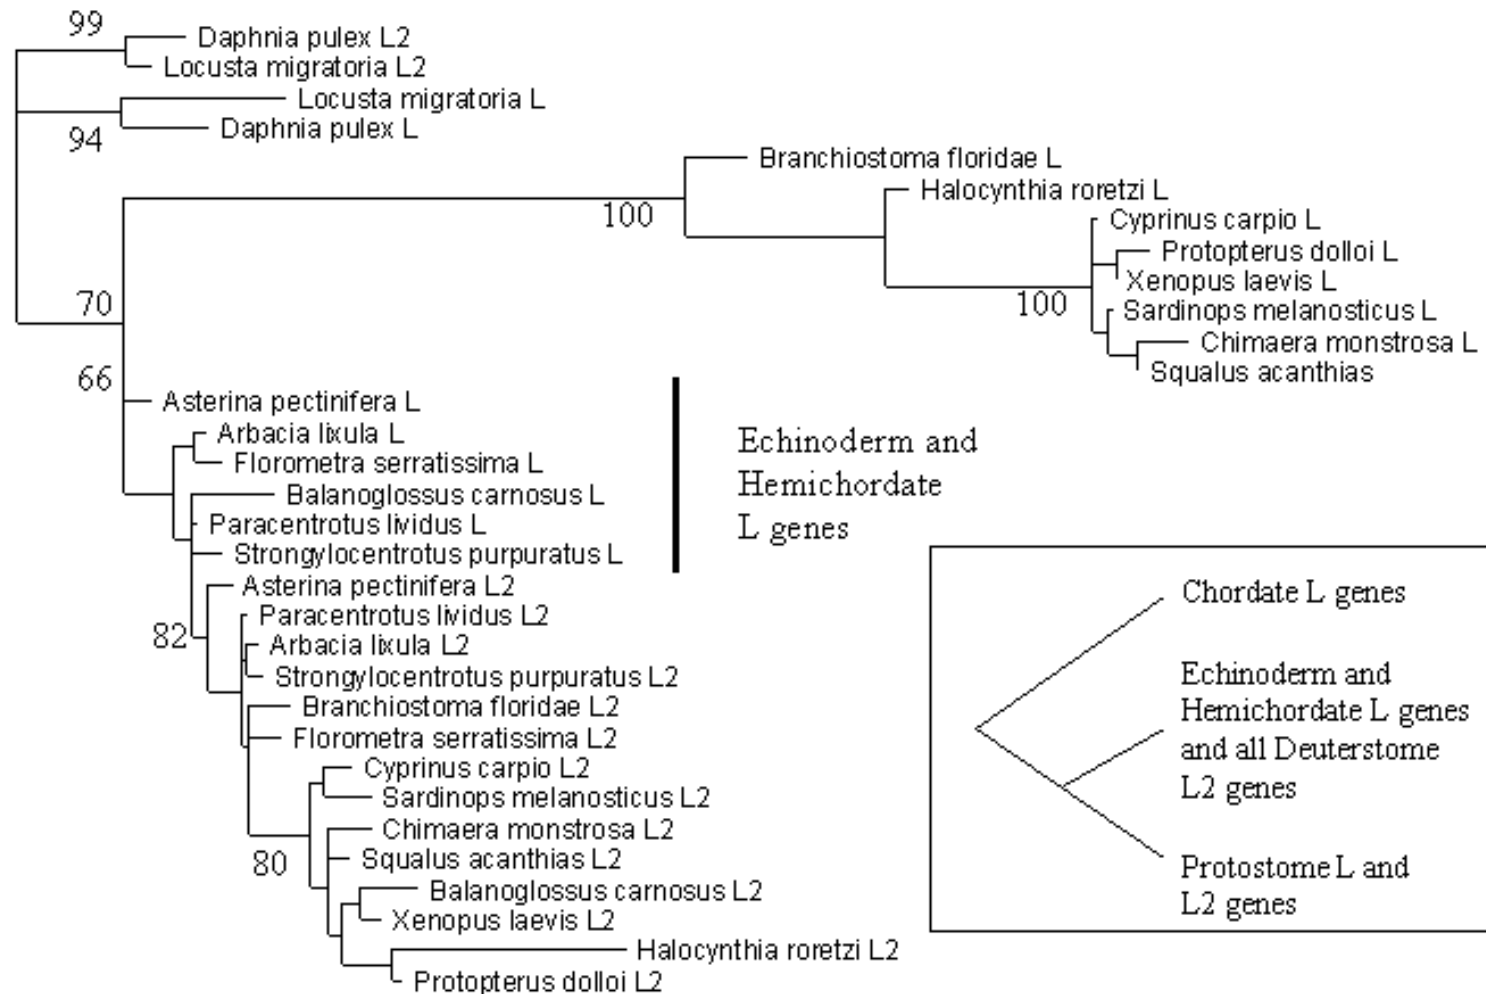 99
Daphnia pulex L2
Locusta migratoria L2
Locusta migratoria L
94
Daphnia pulex L
Branchiostoma floridae L
Halocynthia roretzi L
100
Cyprinus carpio L
Protopterus dolloi L
Xenopus laevis L
100
70
Sardinops melanosticus L
Chimaera monstrosa L
Squalus acanthias
66
Asterina pectinifera L
Arbacia lixula L
Florometra serratissima L
Balanoglossus carnosus L
Paracentrotus lividus L
Strongylocentrotus purpuratus L
Echinoderm and
Hemichordate
L genes
Asterina pectinifera L2
Paracentrotus lividus L2
82
Arbacia lixula L2
Strongylocentrotus purpuratus L2
Branchiostoma floridae L2
Florometra serratissima L2
Cyprinus carpio L2
Sardinops melanosticus L2
Chimaera monstrosa L2
80
Squalus acanthias L2
Balanoglossus carnosus L2
Xenopus laevis L2
Halocynthia roretzi L2
Protopterus dolloi L2
Chordate L genes
Echinoderm and
Hemichordate L genes
and all Deuterstome
L2 genes
Protostome L and
L2 genes